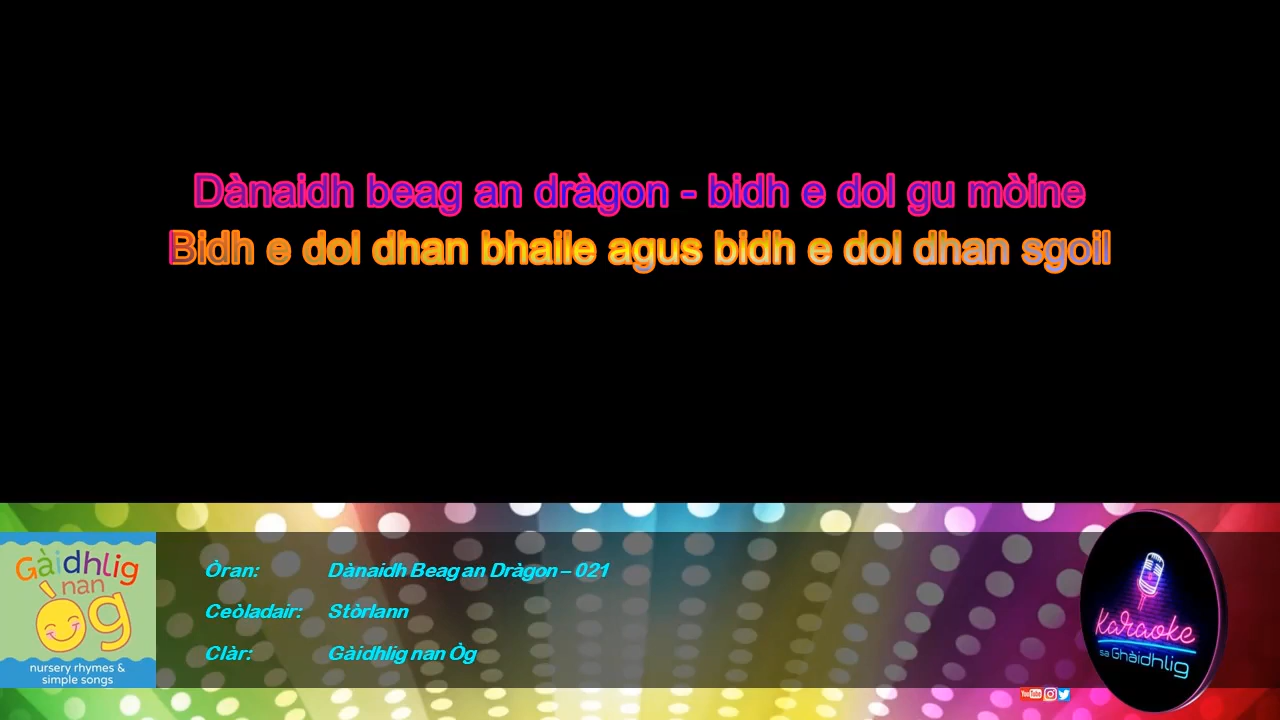 Dànaidh beag an dràgon - bidh e dol gu mòine
Bidh e dol dhan bhaile agus bidh e dol dhan sgoil
Gàidhlig
nan
Òg
nursery rhymes &
simple songs
Òran: Dànaidh Beag an Dràgon – 021
Ceòladair: Stòrlann
Clàr: Gàidhlig nan Òg
Karaoke
sa Ghàidhlig
YouTube